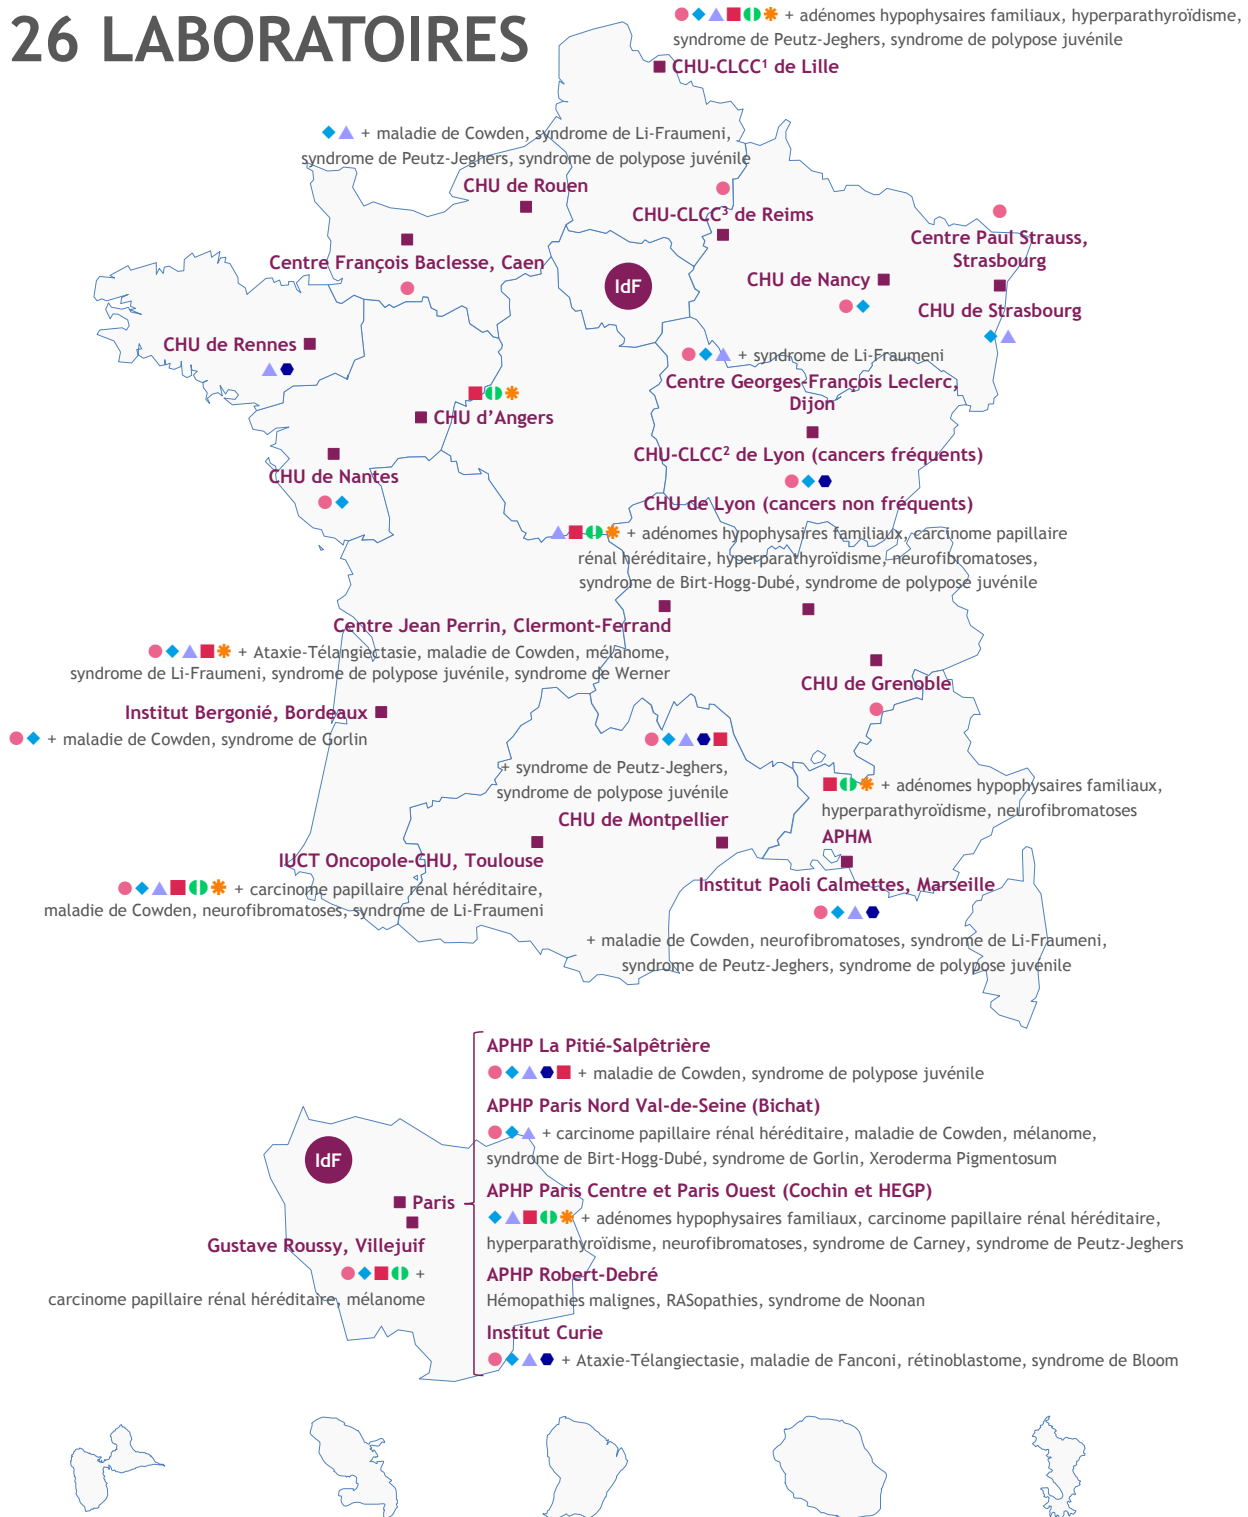 26 LABORATOIRES
+ adénomes hypophysaires familiaux, hyperparathyroïdisme,
syndrome de Peutz-Jeghers, syndrome de polypose juvénile
CHU-CLCC¹ de Lille
+ maladie de Cowden, syndrome de Li-Fraumeni,
syndrome de Peutz-Jeghers, syndrome de polypose juvénile
CHU de Rouen
CHU-CLCC³ de Reims
Centre Paul Strauss,
Strasbourg
Centre François Baclesse, Caen
IdF
CHU de Nancy
CHU de Strasbourg
CHU de Rennes
+ syndrome de Li-Fraumeni
Centre Georges-François Leclerc,
Dijon
CHU d’Angers
CHU-CLCC² de Lyon (cancers fréquents)
CHU de Nantes
CHU de Lyon (cancers non fréquents)
+ adénomes hypophysaires familiaux, carcinome papillaire
rénal héréditaire, hyperparathyroïdisme, neurofibromatoses,
syndrome de Birt-Hogg-Dubé, syndrome de polypose juvénile
Centre Jean Perrin, Clermont-Ferrand
+ Ataxie-Télangiectasie, maladie de Cowden, mélanome,
syndrome de Li-Fraumeni, syndrome de polypose juvénile, syndrome de Werner
CHU de Grenoble
Institut Bergonié, Bordeaux
+ maladie de Cowden, syndrome de Gorlin
+ syndrome de Peutz-Jeghers,
syndrome de polypose juvénile
CHU de Montpellier
+ adénomes hypophysaires familiaux,
hyperparathyroïdisme, neurofibromatoses
APHM
IUCT Oncopole-CHU, Toulouse
+ carcinome papillaire rénal héréditaire,
maladie de Cowden, neurofibromatoses, syndrome de Li-Fraumeni
Institut Paoli Calmettes, Marseille
+ maladie de Cowden, neurofibromatoses, syndrome de Li-Fraumeni,
syndrome de Peutz-Jeghers, syndrome de polypose juvénile
IdF
Paris
Gustave Roussy, Villejuif
+
carcinome papillaire rénal héréditaire, mélanome
APHP La Pitié-Salpêtrière
+ maladie de Cowden, syndrome de polypose juvénile
APHP Paris Nord Val-de-Seine (Bichat)
+ carcinome papillaire rénal héréditaire, maladie de Cowden, mélanome,
syndrome de Birt-Hogg-Dubé, syndrome de Gorlin, Xeroderma Pigmentosum
APHP Paris Centre et Paris Ouest (Cochin et HEGP)
+ adénomes hypophysaires familiaux, carcinome papillaire rénal héréditaire,
hyperparathyroïdisme, neurofibromatoses, syndrome de Carney, syndrome de Peutz-Jeghers
APHP Robert-Debré
Hémopathies malignes, RASopathies, syndrome de Noonan
Institut Curie
+ Ataxie-Télangiectasie, maladie de Fanconi, rétinoblastome, syndrome de Bloom